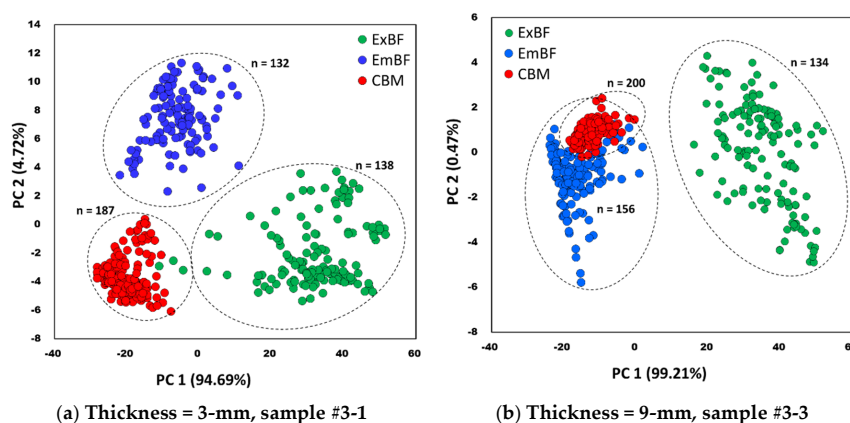 14
12
10
8
6
4
2
0
-2
-4
-6
-8
-40
-20
0
20
40
60
PC 2 (4.72%)
PC 1 (94.69%)
ExBF
EmBF
CBM
n = 132
n = 138
n = 187
(a) Thickness = 3-mm, sample #3-1
6
4
2
0
-2
-4
-6
-8
-40
-20
0
20
40
60
PC 2 (0.47%)
PC 1 (99.21%)
ExBF
EmBF
CBM
n = 134
n = 200
n = 156
(b) Thickness = 9-mm, sample #3-3